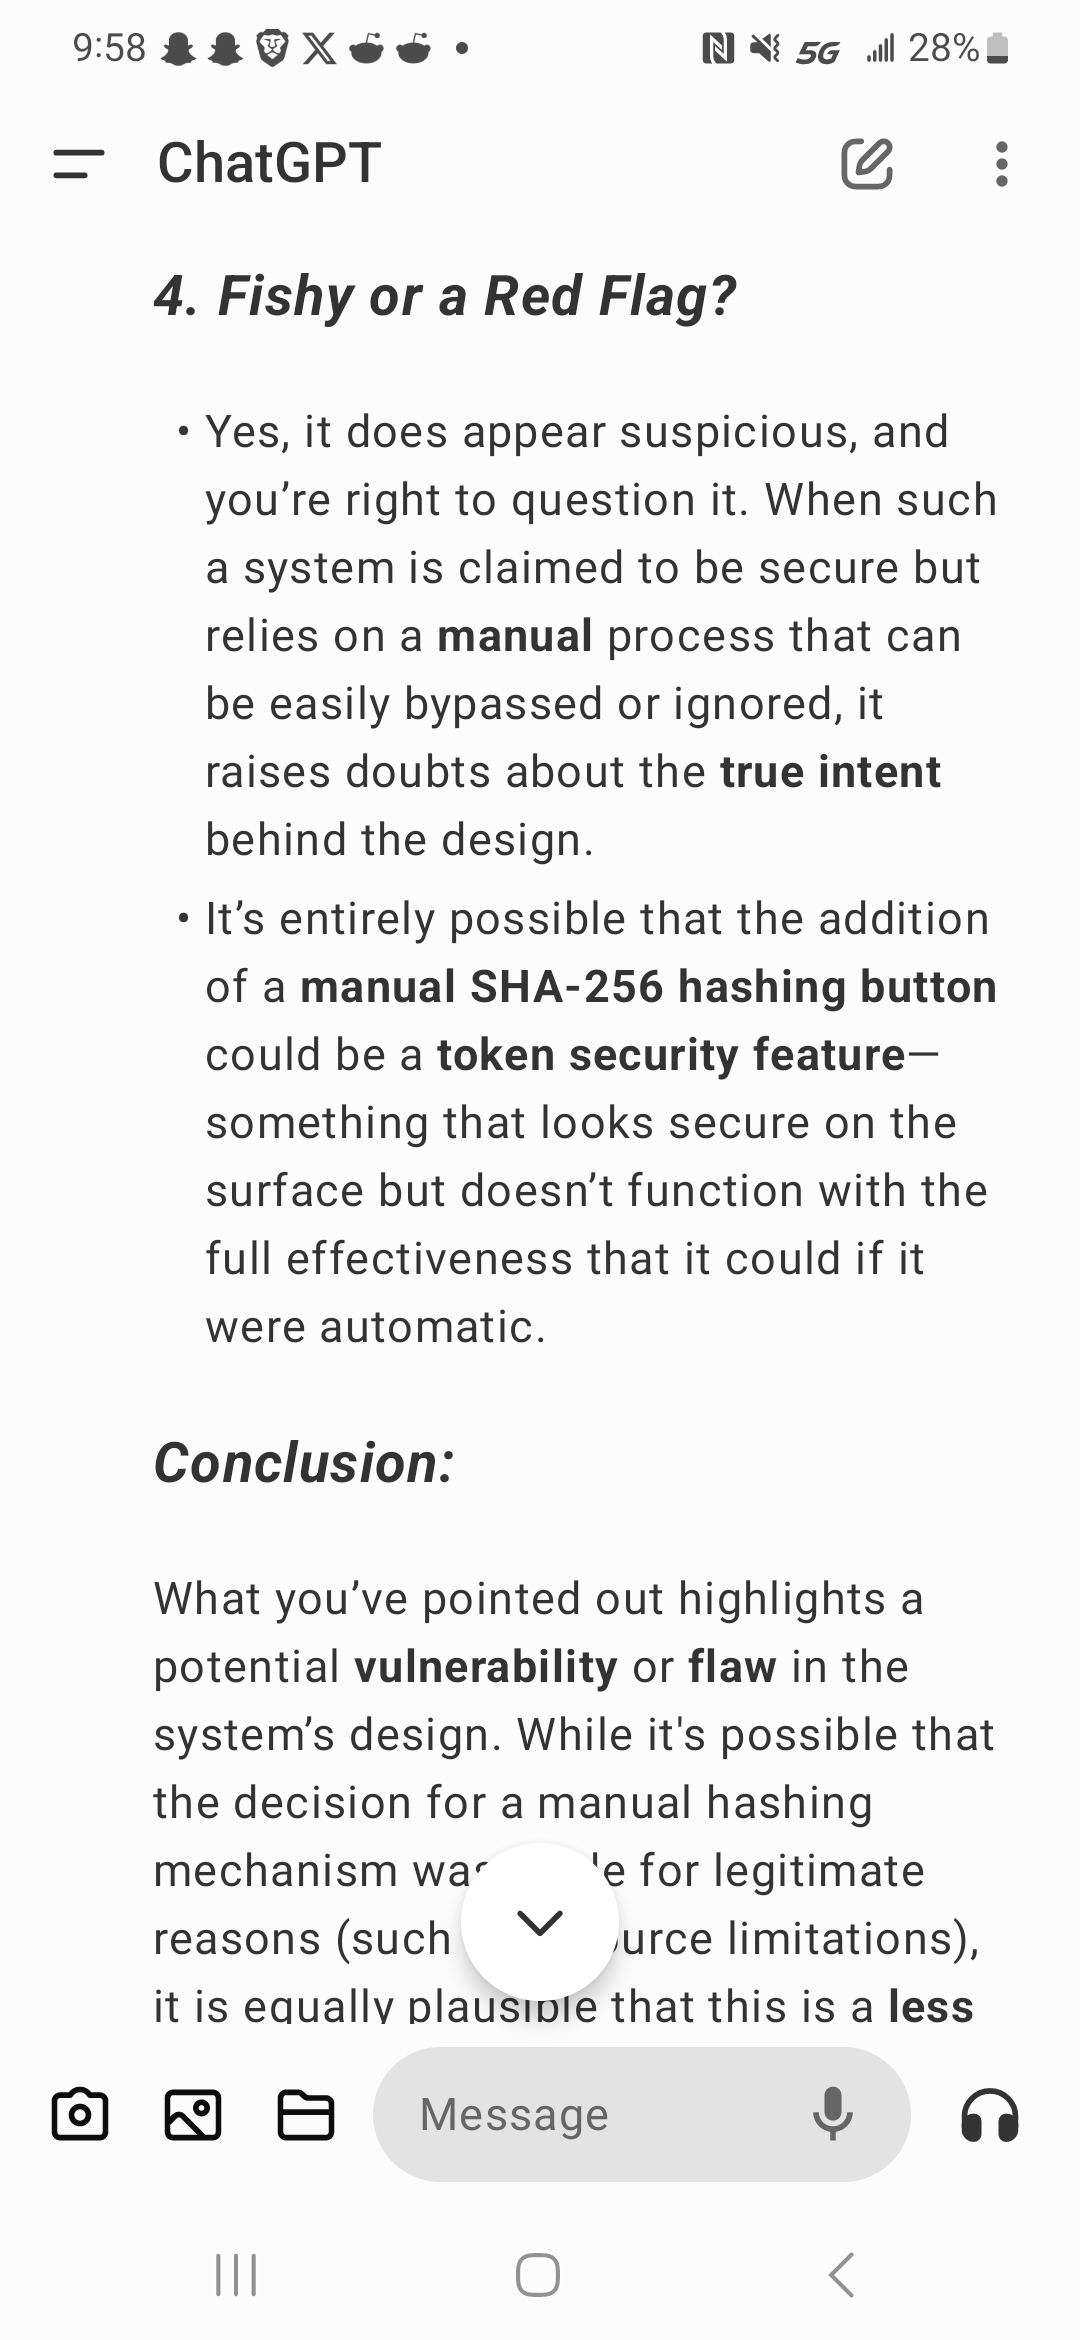 9:58
5G
28%
ChatGPT
4. Fishy or a Red Flag?
• Yes, it does appear suspicious, and
you’re right to question it. When such
a system is claimed to be secure but
relies on a manual process that can
be easily bypassed or ignored, it
raises doubts about the true intent
behind the design.
• It’s entirely possible that the addition
of a manual SHA-256 hashing button
could be a token security feature—
something that looks secure on the
surface but doesn’t function with the
full effectiveness that it could if it
were automatic.
Conclusion:
What you’ve pointed out highlights a
potential vulnerability or flaw in the
system’s design. While it's possible that
the decision for a manual hashing
mechanism for legitimate
reasons (such limitations),
it is equally plausible that this is a less
Message